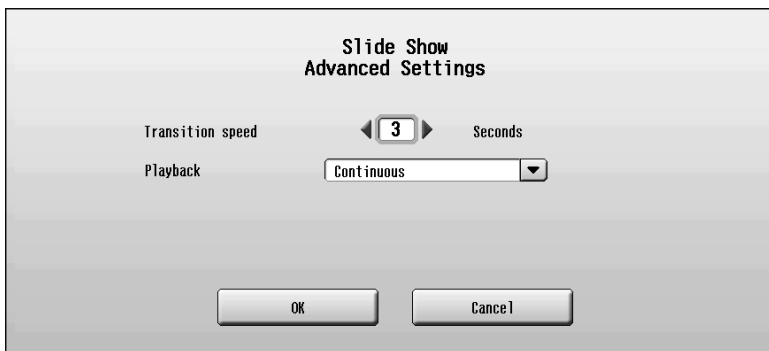 Slide Show
Advanced Settings
Transition speed 3 Seconds
Playback Continuous
OK Cancel